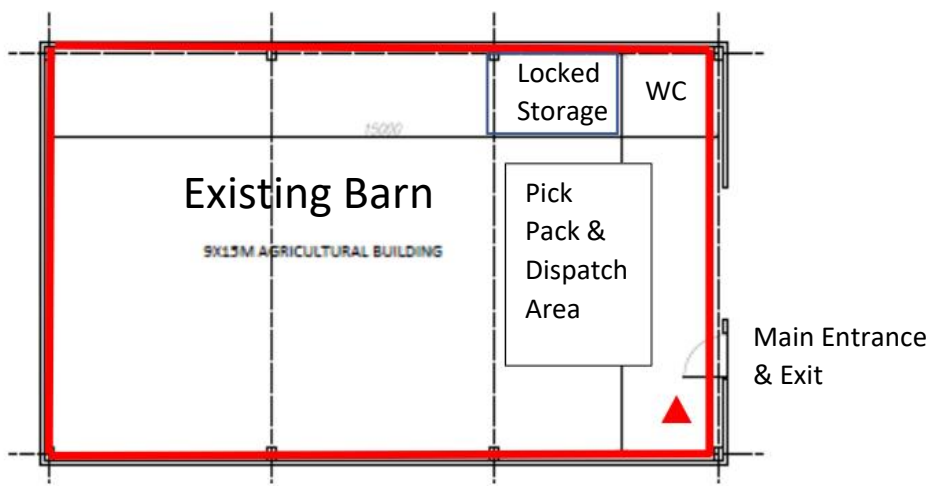 Locked
Storage
WC
15000
Existing Barn
9X15M AGRICULTURAL BUILDING
Pick
Pack &
Dispatch
Area
Main Entrance
& Exit